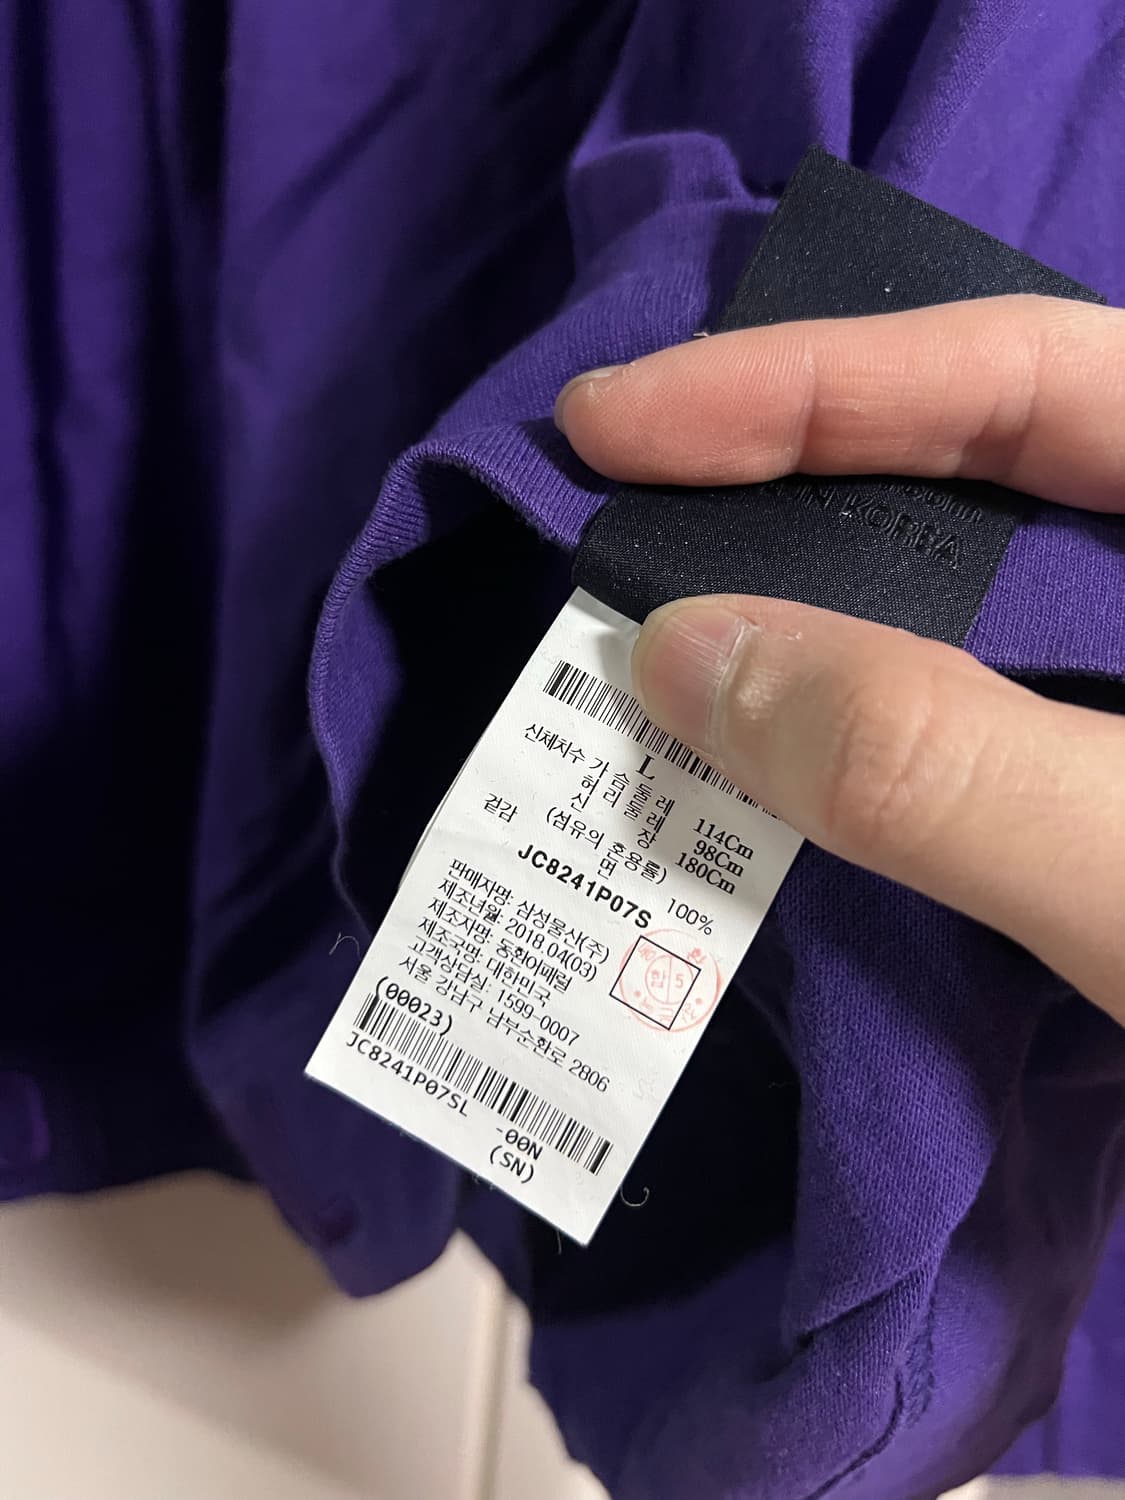 IN KOREA
L
신체치수 가 슴 둘 레 114Cm
허 리 둘 레 98Cm
신 장 180Cm
겉감 (섬유의 혼용률)
면 100%
JC8241P07S
판매자명: 삼성물산(주)
제조년월: 2018.04(03)
제조자명: 동화어패럴
제조국명: 대한민국
고객상담실: 1599-0007
서울 강남구 남부순환로 2806
(00023)
JC8241P07SL
-00N
(SN)